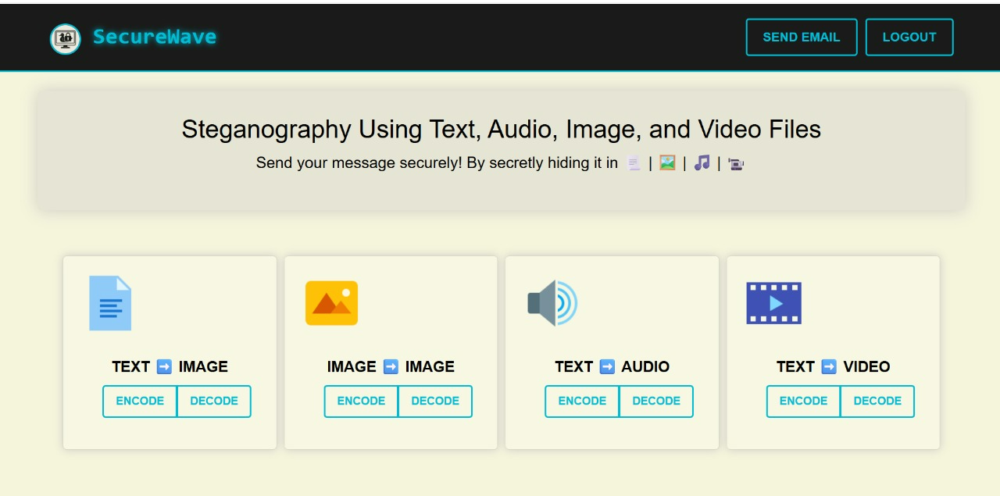 SecureWave
SEND EMAIL
LOGOUT
Steganography Using Text, Audio, Image, and Video Files
Send your message securely! By secretly hiding it in 📄 | 🖼️ | 🎵 | 📹
TEXT ➡️ IMAGE
ENCODE
DECODE
IMAGE ➡️ IMAGE
ENCODE
DECODE
TEXT ➡️ AUDIO
ENCODE
DECODE
TEXT ➡️ VIDEO
ENCODE
DECODE